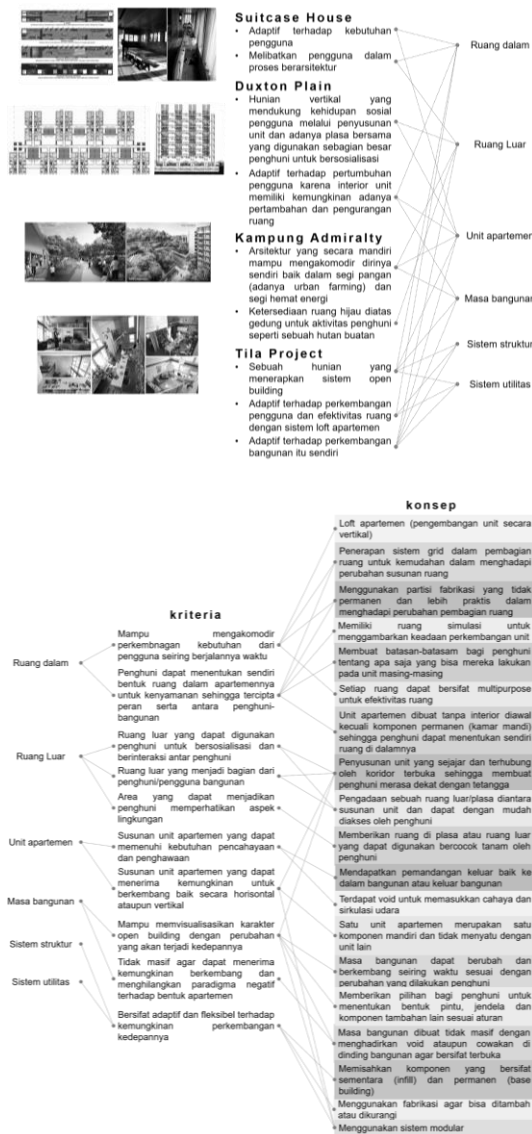 Suitcase House
• Adaptif terhadap kebutuhan
pengguna
• Melibatkan pengguna dalam
proses berarsitektur
Duxton Plain
• Hunian vertikal yang
mendukung kehidupan sosial
pengguna melalui penyusunan
unit dan adanya plasa bersama
yang digunakan sebagian besar
penghuni untuk bersosialisasi
• Adaptif terhadap pertumbuhan
pengguna karena interior unit
memiliki kemungkinan adanya
pertambahan dan pengurangan
ruang
Kampung Admiralty
• Arsitektur yang secara mandiri
mampu mengakomodir dirinya
sendiri baik dalam segi pangan
(adanya urban farming) dan
segi hemat energi
• Ketersediaan ruang hijau diatas
gedung untuk aktivitas penghuni
seperti sebuah hutan buatan
Tila Project
• Sebuah hunian yang
menerapkan sistem open
building
• Adaptif terhadap perkembangan
pengguna dan efektivitas ruang
dengan sistem loft apartemen
• Adaptif terhadap perkembangan
bangunan itu sendiri
Ruang dalam
Ruang Luar
Unit apartemen
Masa bangunan
Sistem struktur
Sistem utilitas
Ruang dalam
Ruang Luar
Unit apartemen
Masa bangunan
Sistem struktur
Sistem utilitas
kriteria
Mampu mengakomodir
perkembnagan kebutuhan dari
pengguna seiring berjalannya waktu
Penghuni dapat menentukan sendiri
bentuk ruang dalam apartemennya
untuk kenyamanan sehingga tercipta
peran serta antara penghuni-
bangunan
Ruang luar yang dapat digunakan
penghuni untuk bersosialisasi dan
berinteraksi antar penghuni
Ruang luar yang menjadi bagian dari
penghuni/pengguna bangunan
Area yang dapat menjadikan
penghuni memperhatikan aspek
lingkungan
Susunan unit apartemen yang dapat
memenuhi kebutuhan pencahayaan
dan penghawaan
Susunan unit apartemen yang dapat
menerima kemungkinan untuk
berkembang baik secara horisontal
ataupun vertikal
Mampu memvisualisasikan karakter
open building dengan perubahan
yang akan terjadi kedepannya
Tidak masif agar dapat menerima
kemungkinan berkembang dan
menghilangkan paradigma negatif
terhadap bentuk apartemen
Bersifat adaptif dan fleksibel terhadap
kemungkinan perkembangan
kedepannya
konsep
Loft apartemen (pengembangan unit secara
vertikal)
Penerapan sistem grid dalam pembagian
ruang untuk kemudahan dalam menghadapi
perubahan susunan ruang
Menggunakan partisi fabrikasi yang tidak
permanen dan lebih praktis dalam
menghadapi perubahan pembagian ruang
Memiliki ruang simulasi untuk
menggambarkan keadaan perkembangan unit
Membuat batasan-batasam bagi penghuni
tentang apa saja yang bisa mereka lakukan
pada unit masing-masing
Setiap ruang dapat bersifat multipurpose
untuk efektivitas ruang
Unit apartemen dibuat tanpa interior diawal
kecuali komponen permanen (kamar mandi)
sehingga penghuni dapat menentukan sendiri
ruang di dalamnya
Penyusunan unit yang sejajar dan terhubung
oleh koridor terbuka sehingga membuat
penghuni merasa dekat dengan tetangga
Pengadaan sebuah ruang luar/plasa diantara
susunan unit dan dapat dengan mudah
diakses oleh penghuni
Memberikan ruang di plasa atau ruang luar
yang dapat digunakan bercocok tanam oleh
penghuni
Mendapatkan pemandangan keluar baik ke
dalam bangunan atau keluar bangunan
Terdapat void untuk memasukkan cahaya dan
sirkulasi udara
Satu unit apartemen merupakan satu
komponen mandiri dan tidak menyatu dengan
unit lain
Masa bangunan dapat berubah dan
berkembang seiring waktu sesuai dengan
perubahan yang dilakukan penghuni
Memberikan pilihan bagi penghuni untuk
menentukan bentuk pintu, jendela dan
komponen tambahan lain sesuai aturan
Masa bangunan dibuat tidak masif dengan
menghadirkan void ataupun cowakan di
dinding bangunan agar bersifat terbuka
Memisahkan komponen yang bersifat
sementara (infill) dan permanen (base
building)
Menggunakan fabrikasi agar bisa ditambah
atau dikurangi
Menggunakan sistem modular